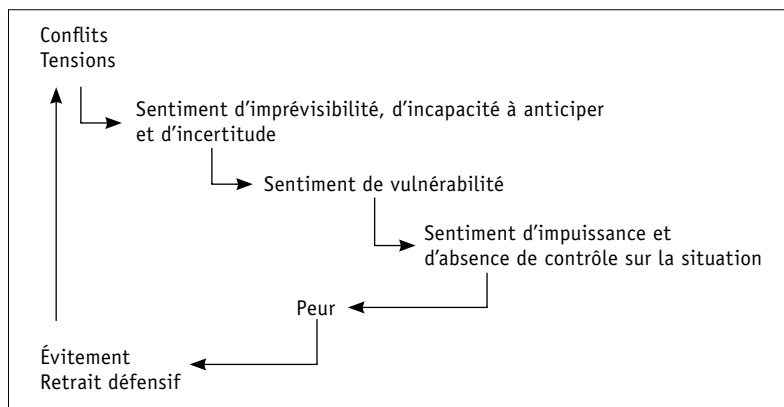 Conflits
Tensions
Sentiment d’imprévisibilité, d’incapacité à anticiper
et d’incertitude
Sentiment de vulnérabilité
Sentiment d’impuissance et
d’absence de contrôle sur la situation
Peur
Évitement
Retrait défensif